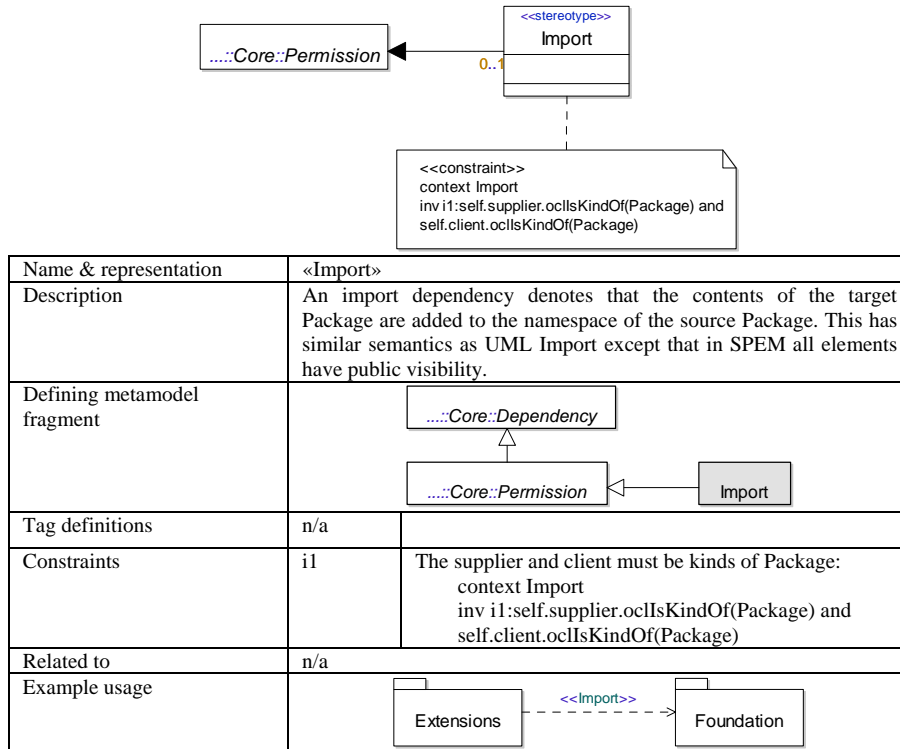 <<stereotype>>
Import
....::Core::Permission
0..1
<<constraint>>
context Import
inv i1:self.supplier.oclIsKindOf(Package) and
self.client.oclIsKindOf(Package)
Name & representation «Import»
Description An import dependency denotes that the contents of the target
Package are added to the namespace of the source Package. This has
similar semantics as UML Import except that in SPEM all elements
have public visibility.
Defining metamodel
fragment
....::Core::Dependency
....::Core::Permission Import
Tag definitions n/a
Constraints i1 The supplier and client must be kinds of Package:
context Import
inv i1:self.supplier.oclIsKindOf(Package) and
self.client.oclIsKindOf(Package)
Related to n/a
Example usage
<<Import>>
Extensions Foundation